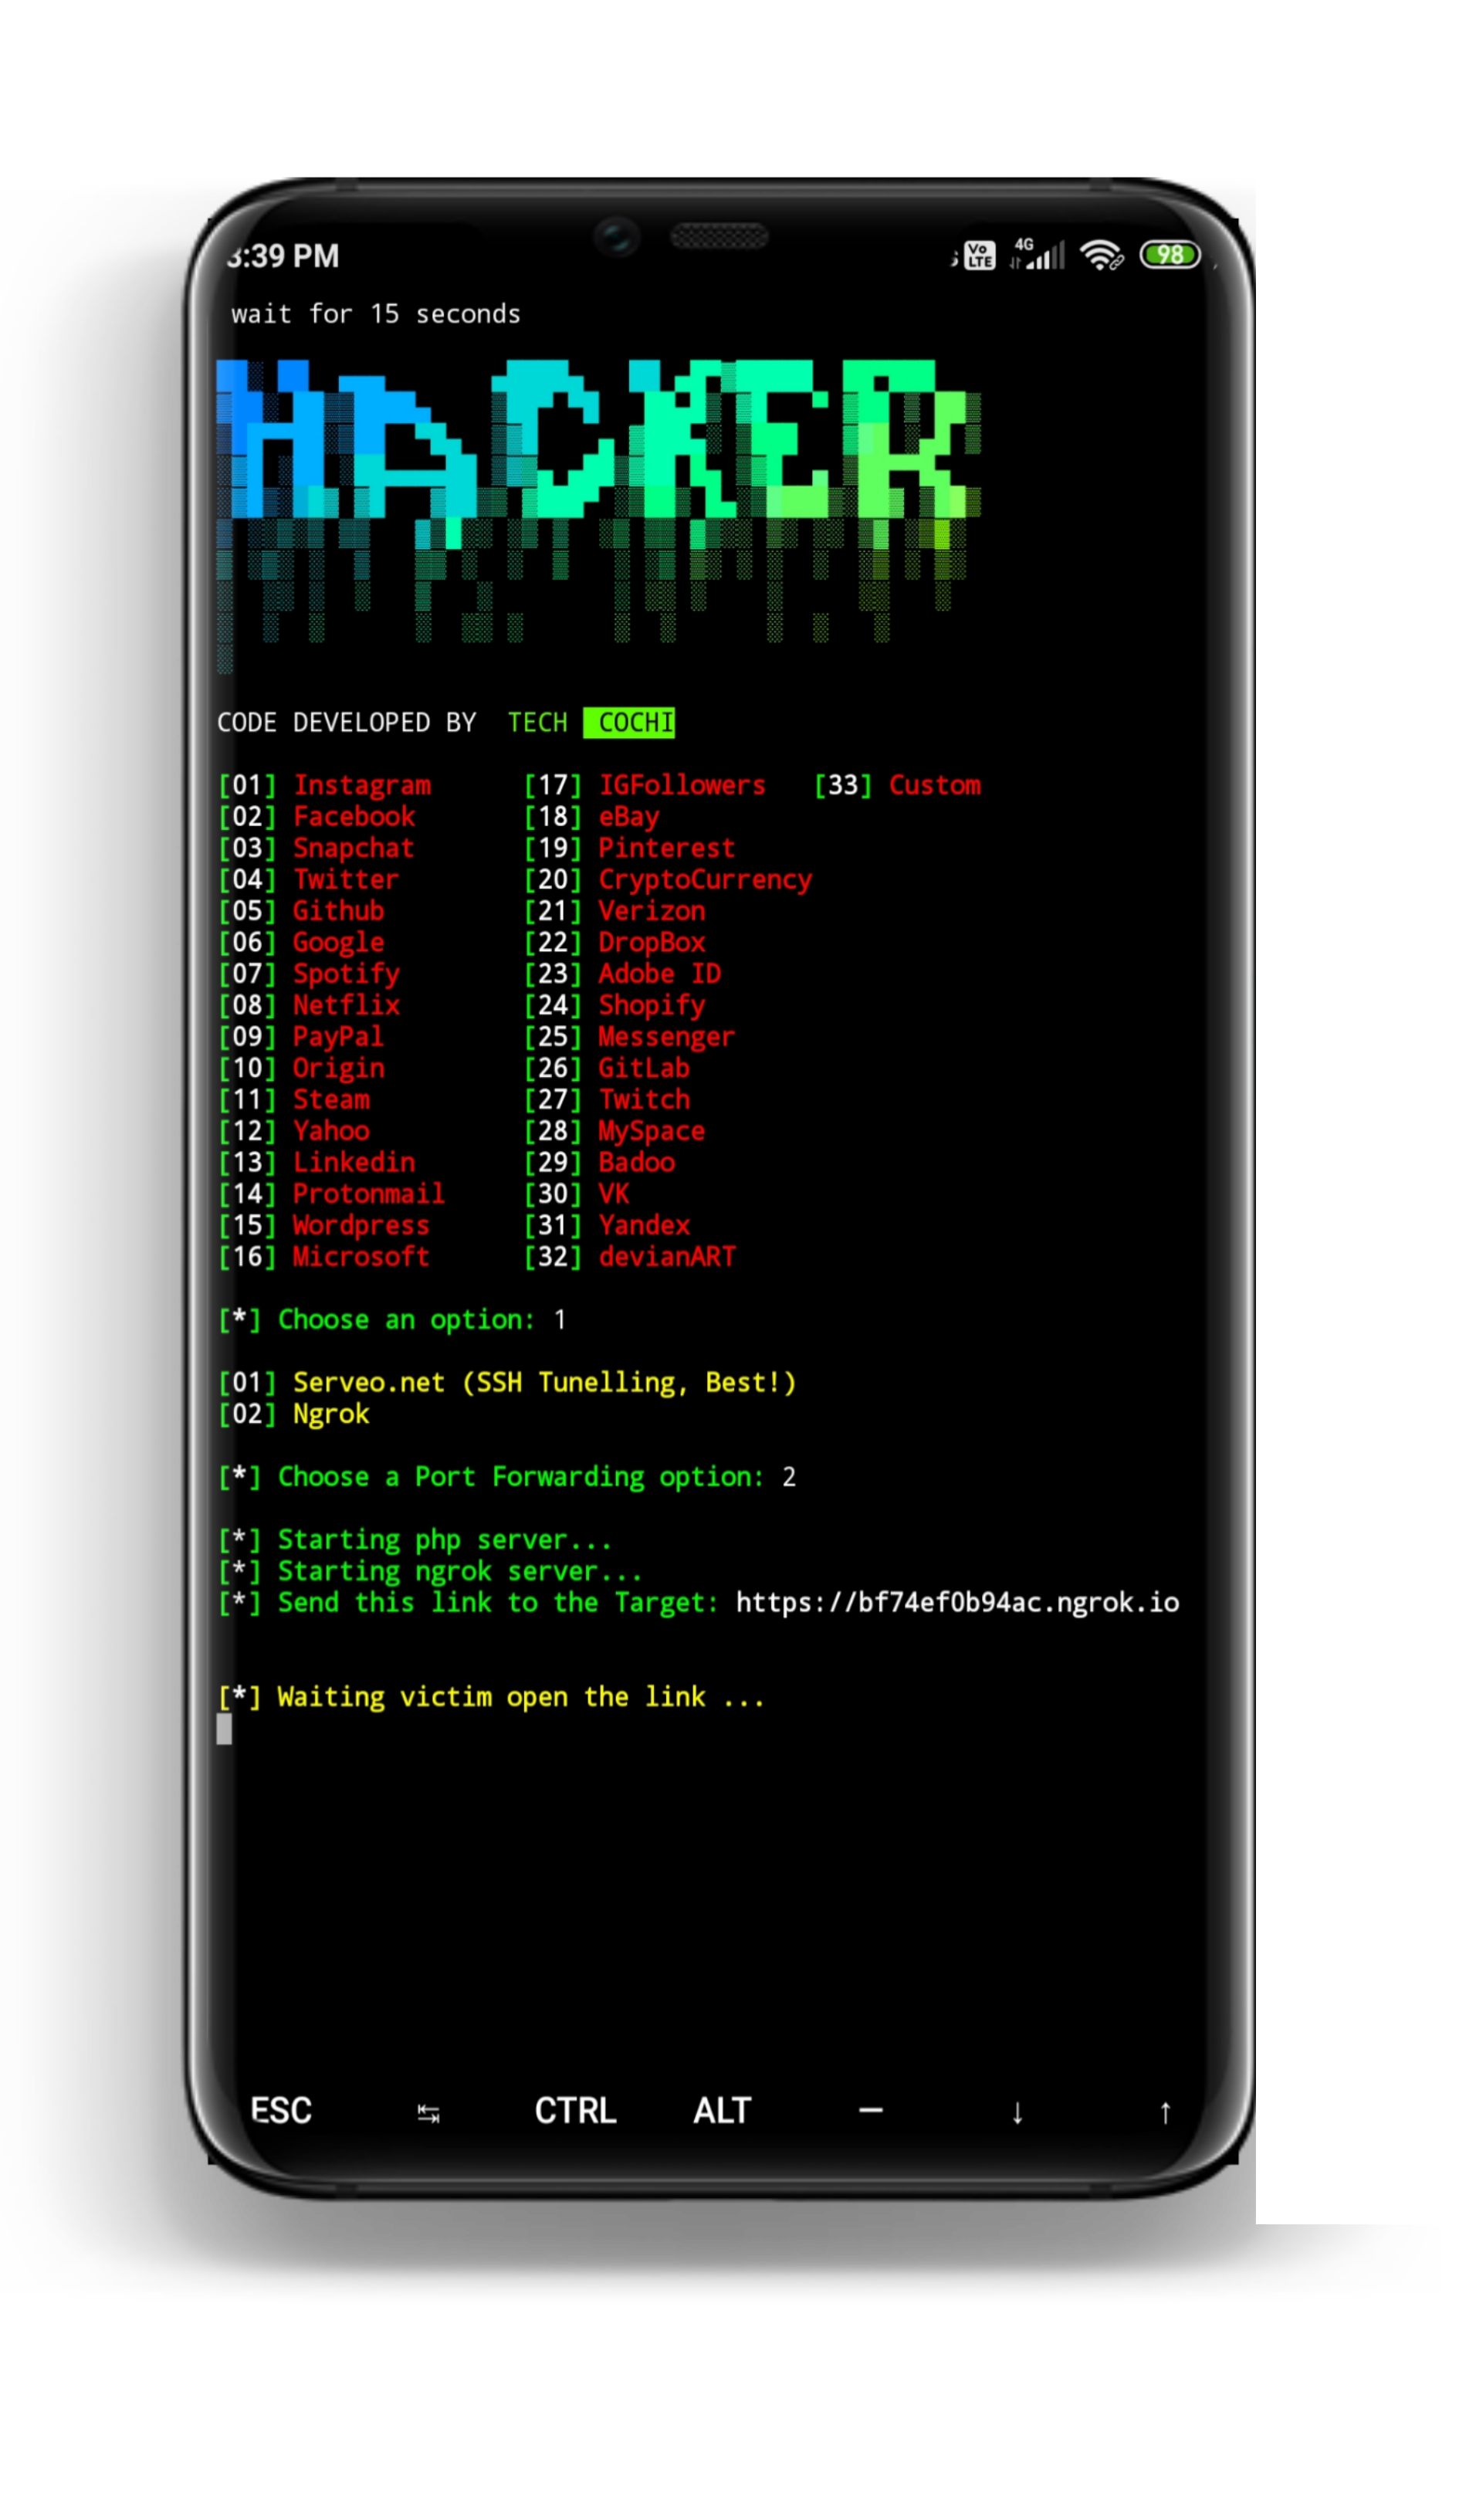 3:39 PM Vo LTE 4G 98
wait for 15 seconds
HACKER
CODE DEVELOPED BY TECH COCHI
[01] Instagram [17] IGFollowers [33] Custom
[02] Facebook [18] eBay
[03] Snapchat [19] Pinterest
[04] Twitter [20] CryptoCurrency
[05] Github [21] Verizon
[06] Google [22] DropBox
[07] Spotify [23] Adobe ID
[08] Netflix [24] Shopify
[09] PayPal [25] Messenger
[10] Origin [26] GitLab
[11] Steam [27] Twitch
[12] Yahoo [28] MySpace
[13] Linkedin [29] Badoo
[14] Protonmail [30] VK
[15] Wordpress [31] Yandex
[16] Microsoft [32] devianART
[*] Choose an option: 1
[01] Serveo.net (SSH Tunelling, Best!)
[02] Ngrok
[*] Choose a Port Forwarding option: 2
[*] Starting php server...
[*] Starting ngrok server...
[*] Send this link to the Target: https://bf74ef0b94ac.ngrok.io
[*] Waiting victim open the link ...
ESC ↹ CTRL ALT — ↓ ↑